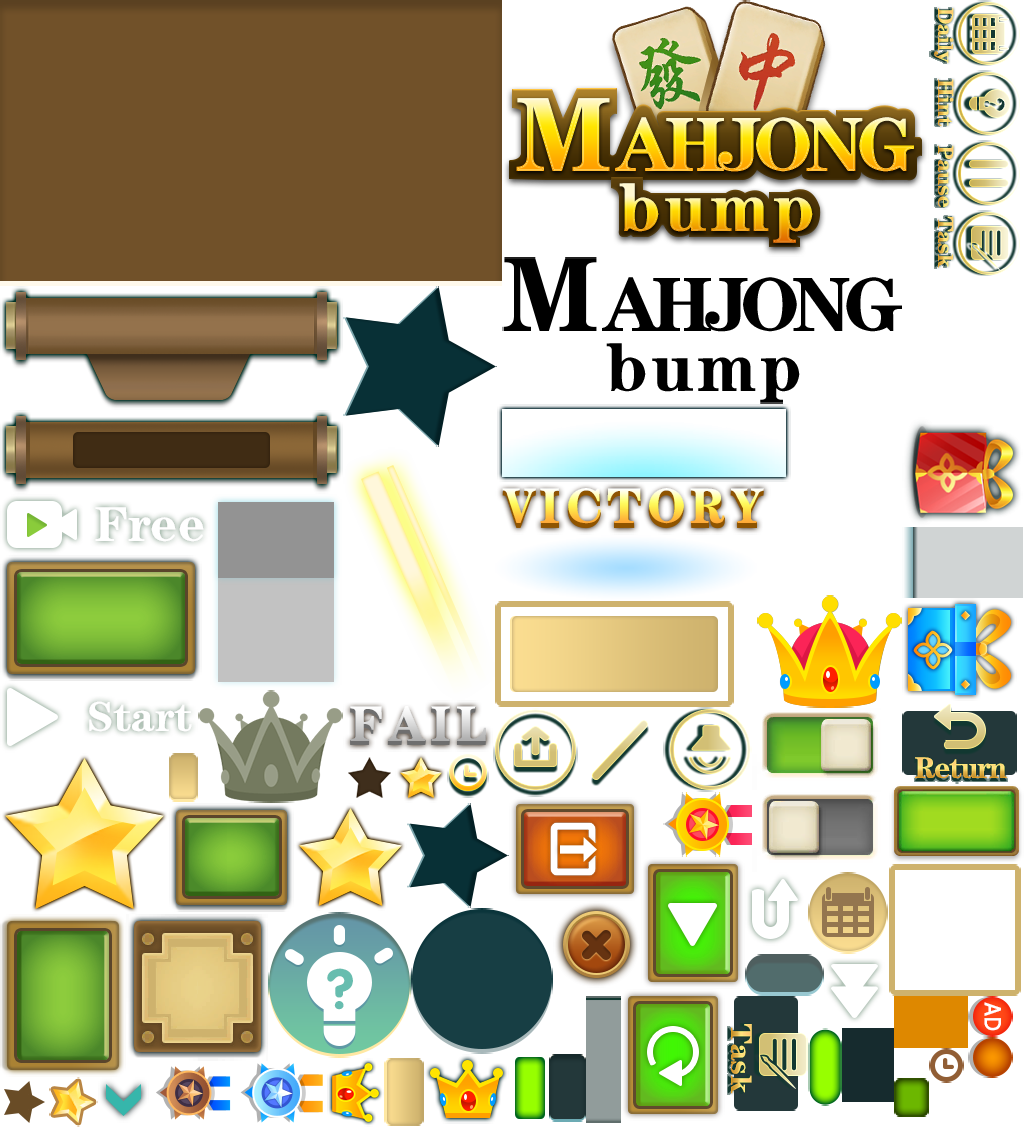 發 中
MAHJONG
bump
Daily
Hint
Pause
Task
MAHJONG
bump
VICTORY
Free
Start
FAIL
Return
?
AD
Task